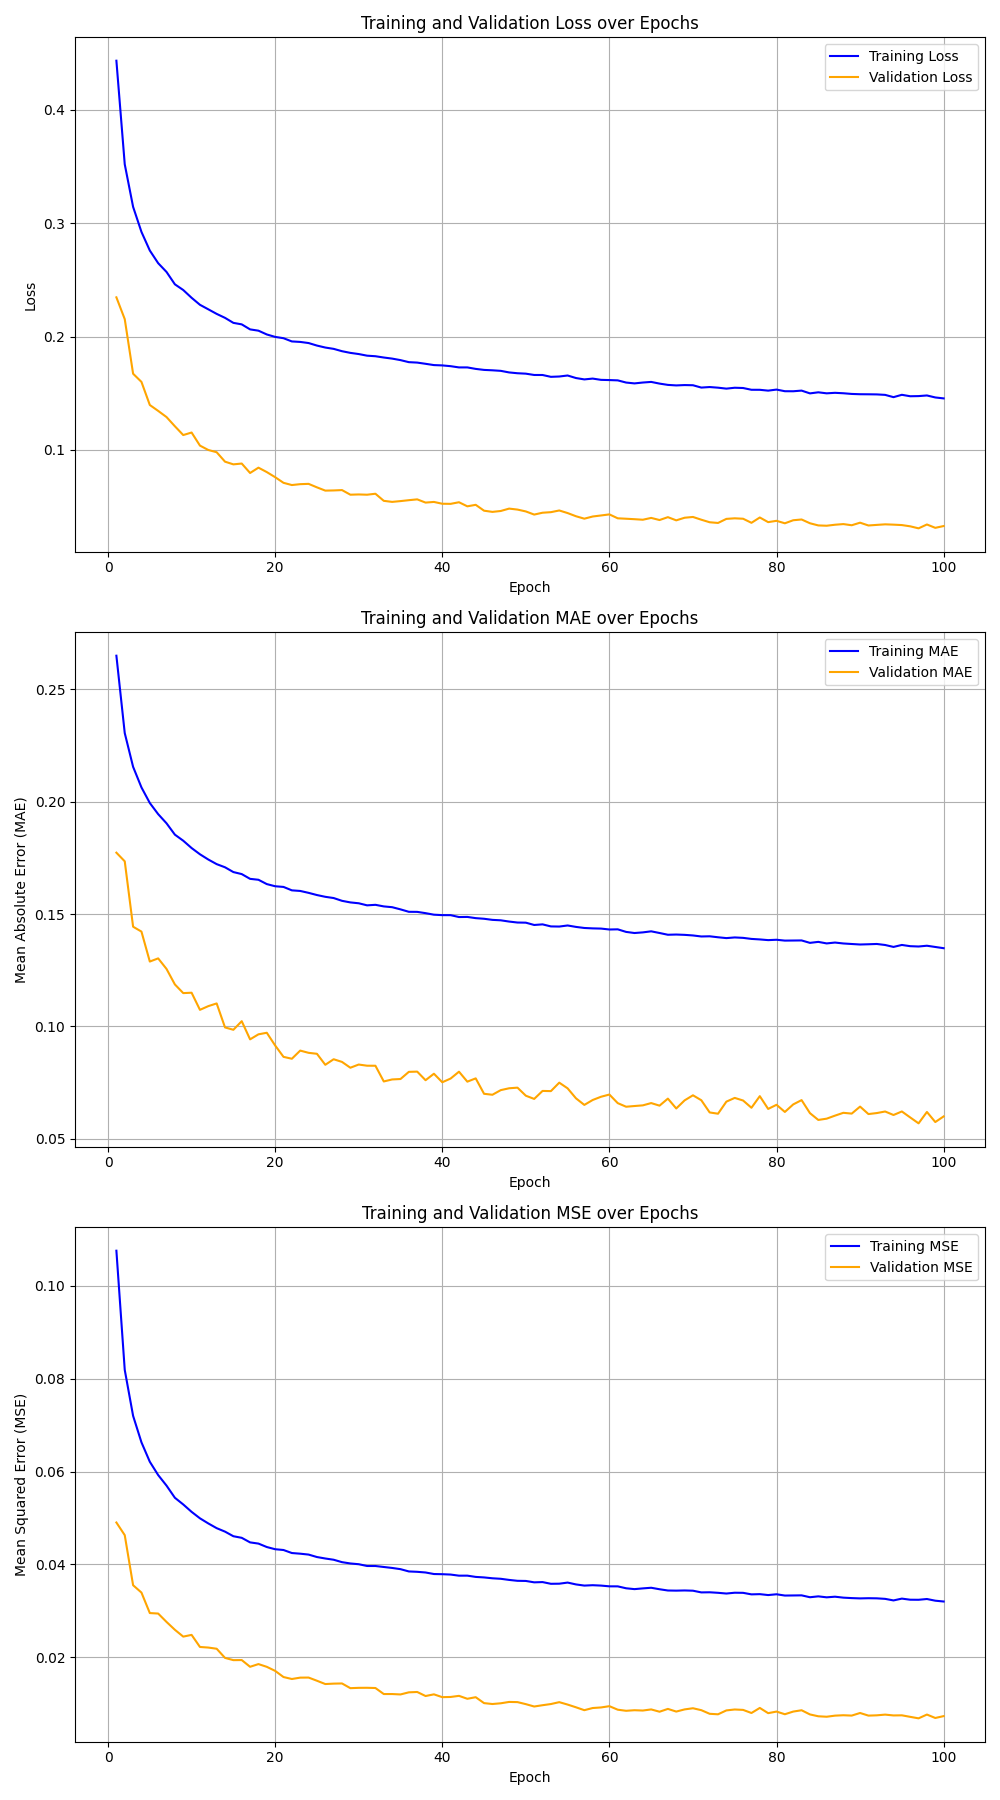 Training and Validation Loss over Epochs
Training Loss
Validation Loss
Loss
0.4
0.3
0.2
0.1
0 20 40 60 80 100
Epoch
Training and Validation MAE over Epochs
Training MAE
Validation MAE
Mean Absolute Error (MAE)
0.25
0.20
0.15
0.10
0.05
0 20 40 60 80 100
Epoch
Training and Validation MSE over Epochs
Training MSE
Validation MSE
Mean Squared Error (MSE)
0.10
0.08
0.06
0.04
0.02
0 20 40 60 80 100
Epoch